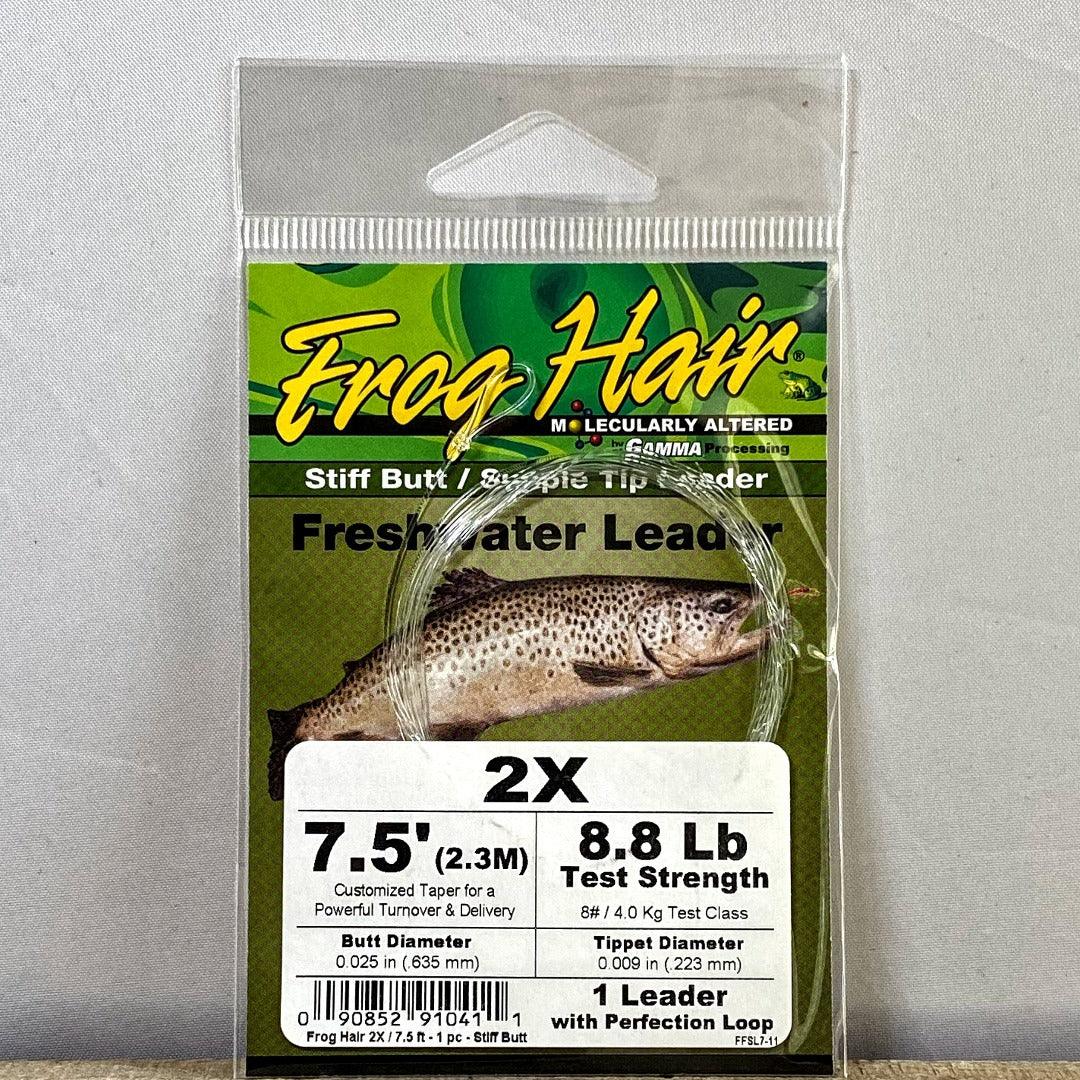 Frog Hair®
MOLECULARLY ALTERED
by GAMMA Processing
Stiff Butt / Supple Tip Leader
Freshwater Leader
2X
7.5' (2.3M)
Customized Taper for a
Powerful Turnover & Delivery
8.8 Lb
Test Strength
8# / 4.0 Kg Test Class
Butt Diameter
0.025 in (.635 mm)
Tippet Diameter
0.009 in (.223 mm)
0 90852 91041 1
Frog Hair 2X / 7.5 ft - 1 pc - Stiff Butt
1 Leader
with Perfection Loop
FFSL7-11